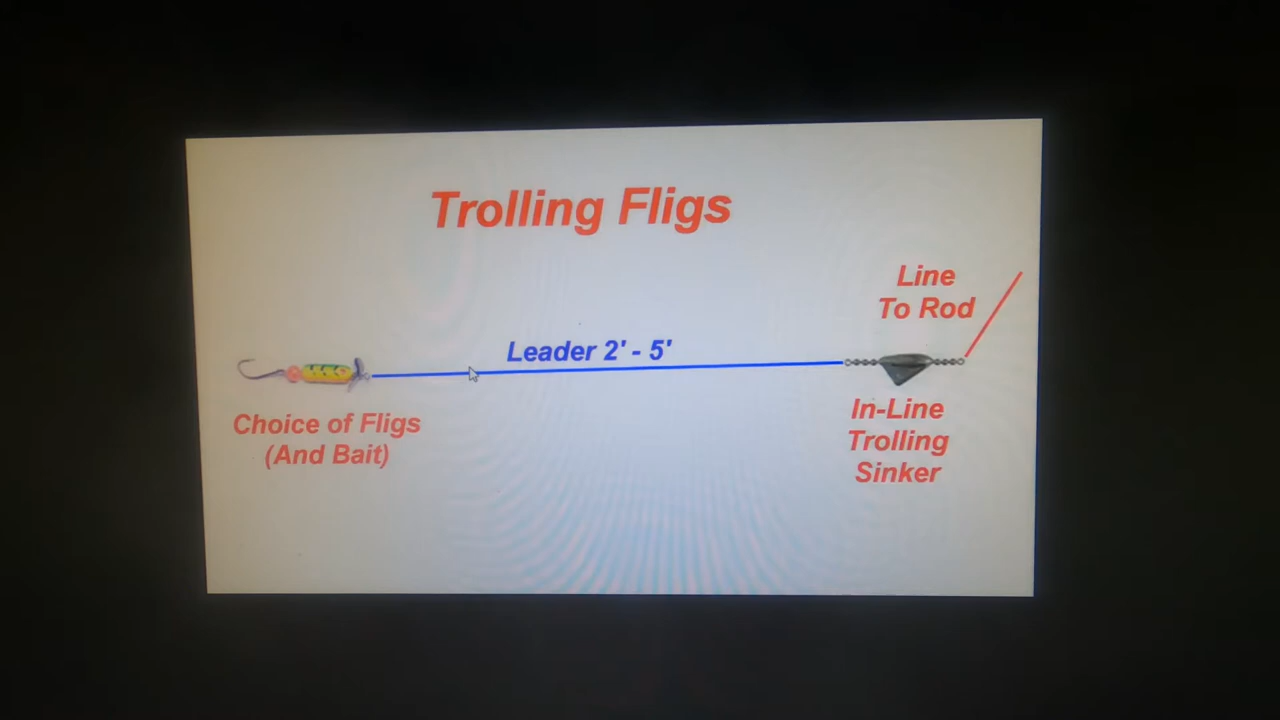 Trolling Fligs
Line
To Rod
Leader 2' - 5'
Choice of Fligs
(And Bait)
In-Line
Trolling
Sinker